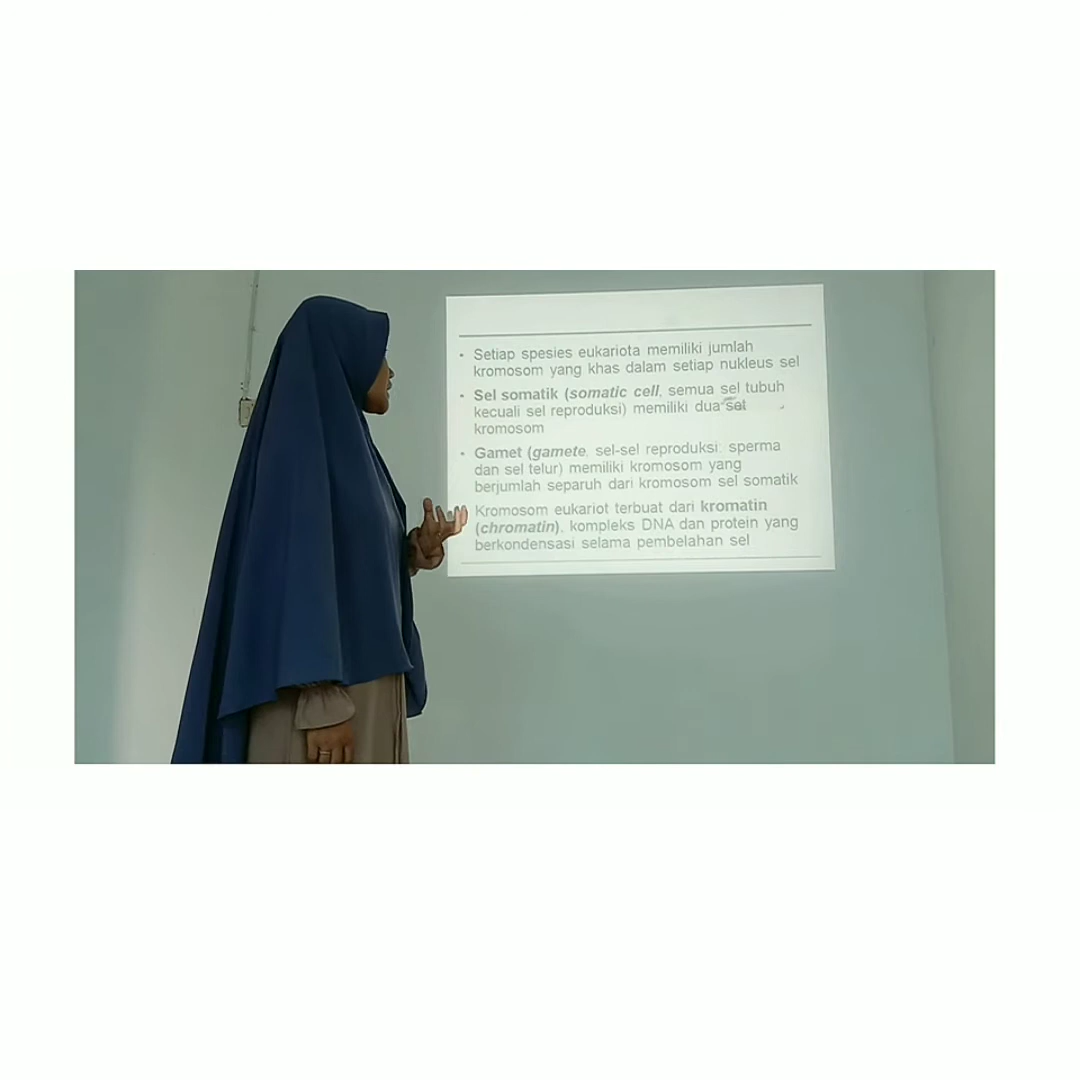 • Setiap spesies eukariota memiliki jumlah
kromosom yang khas dalam setiap nukleus sel
• Sel somatik (somatic cell, semua sel tubuh
kecuali sel reproduksi) memiliki dua set
kromosom
• Gamet (gamete, sel-sel reproduksi: sperma
dan sel telur) memiliki kromosom yang
berjumlah separuh dari kromosom sel somatik
Kromosom eukariot terbuat dari kromatin
(chromatin), kompleks DNA dan protein yang
berkondensasi selama pembelahan sel